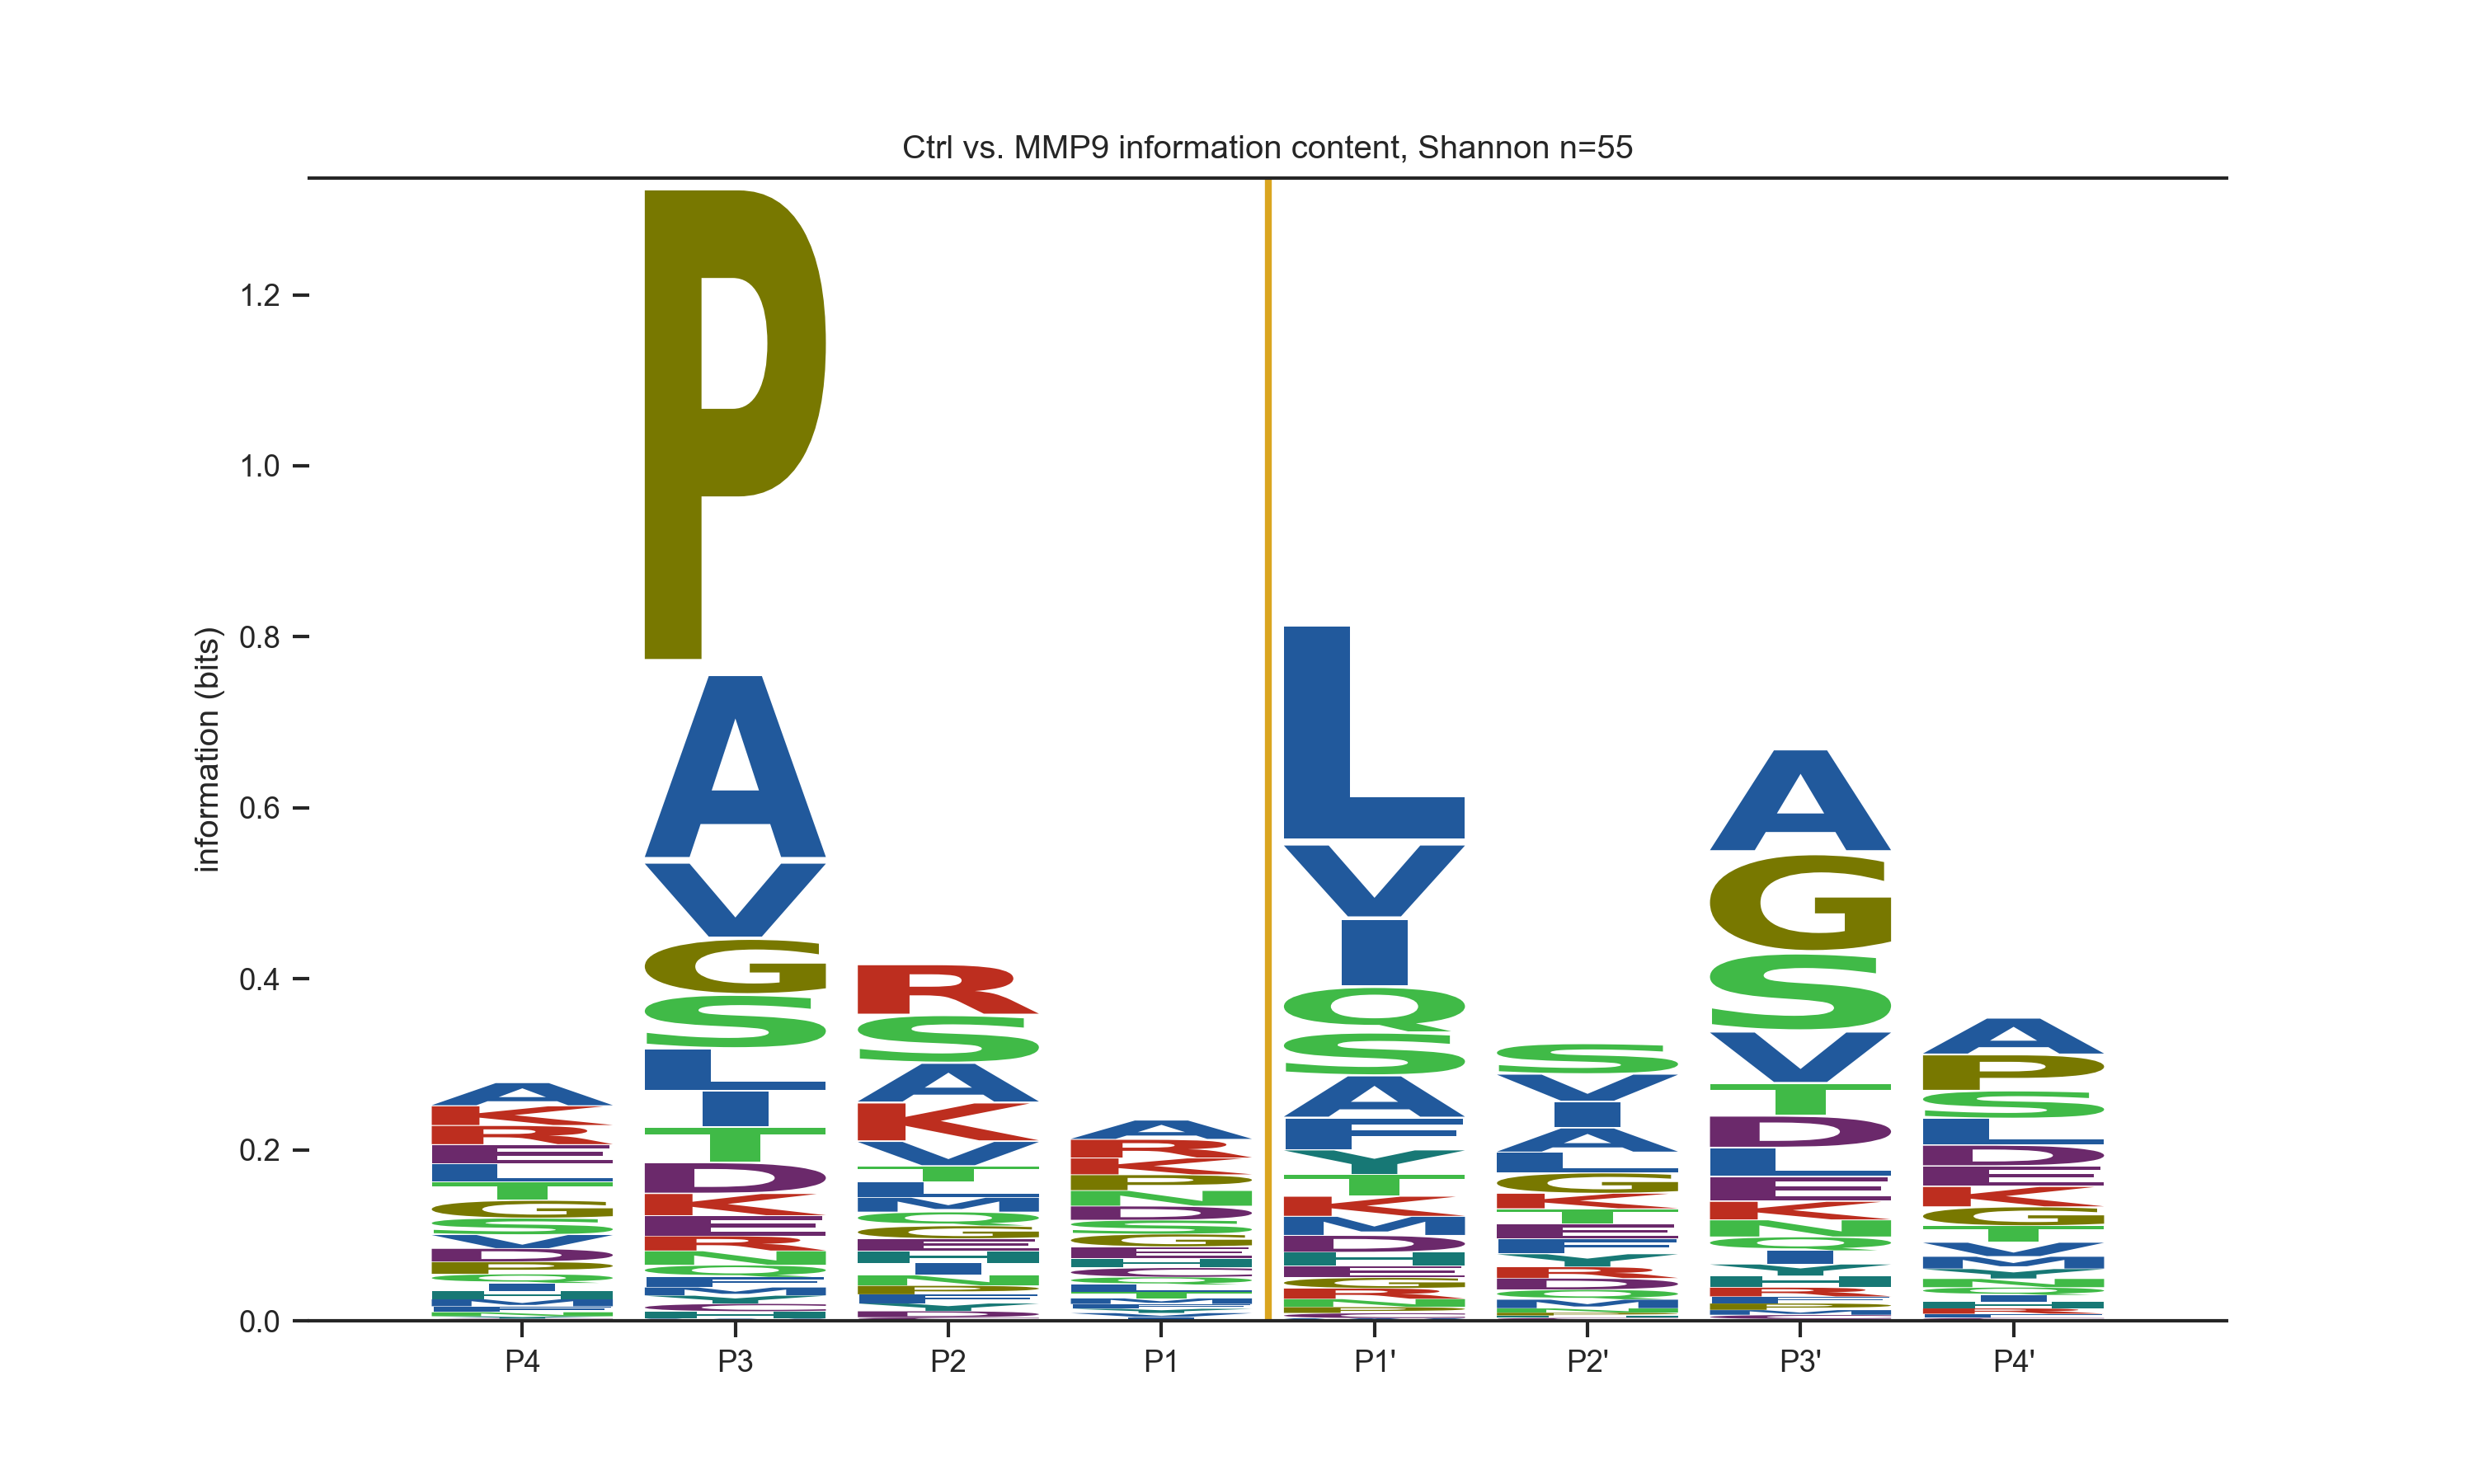 Ctrl vs. MMP9 information content, Shannon n=55
information (bits)
1.2
1.0
0.8
0.6
0.4
0.2
0.0
P4 P3 P2 P1 P1' P2' P3' P4'
P
A
V
G
S
L
I
T
D
K
E
R
N
Q
R
S
A
K
V
T
L
A
R
K
P
N
D
S
G
E
L
V
I
Q
S
A
F
Y
T
K
M
D
S
V
I
A
L
G
K
T
E
F
A
G
S
V
T
D
L
E
K
N
Q
A
P
S
L
D
E
K
G
T
V
A
K
R
E
L
T
G
S
V
D
P
Q